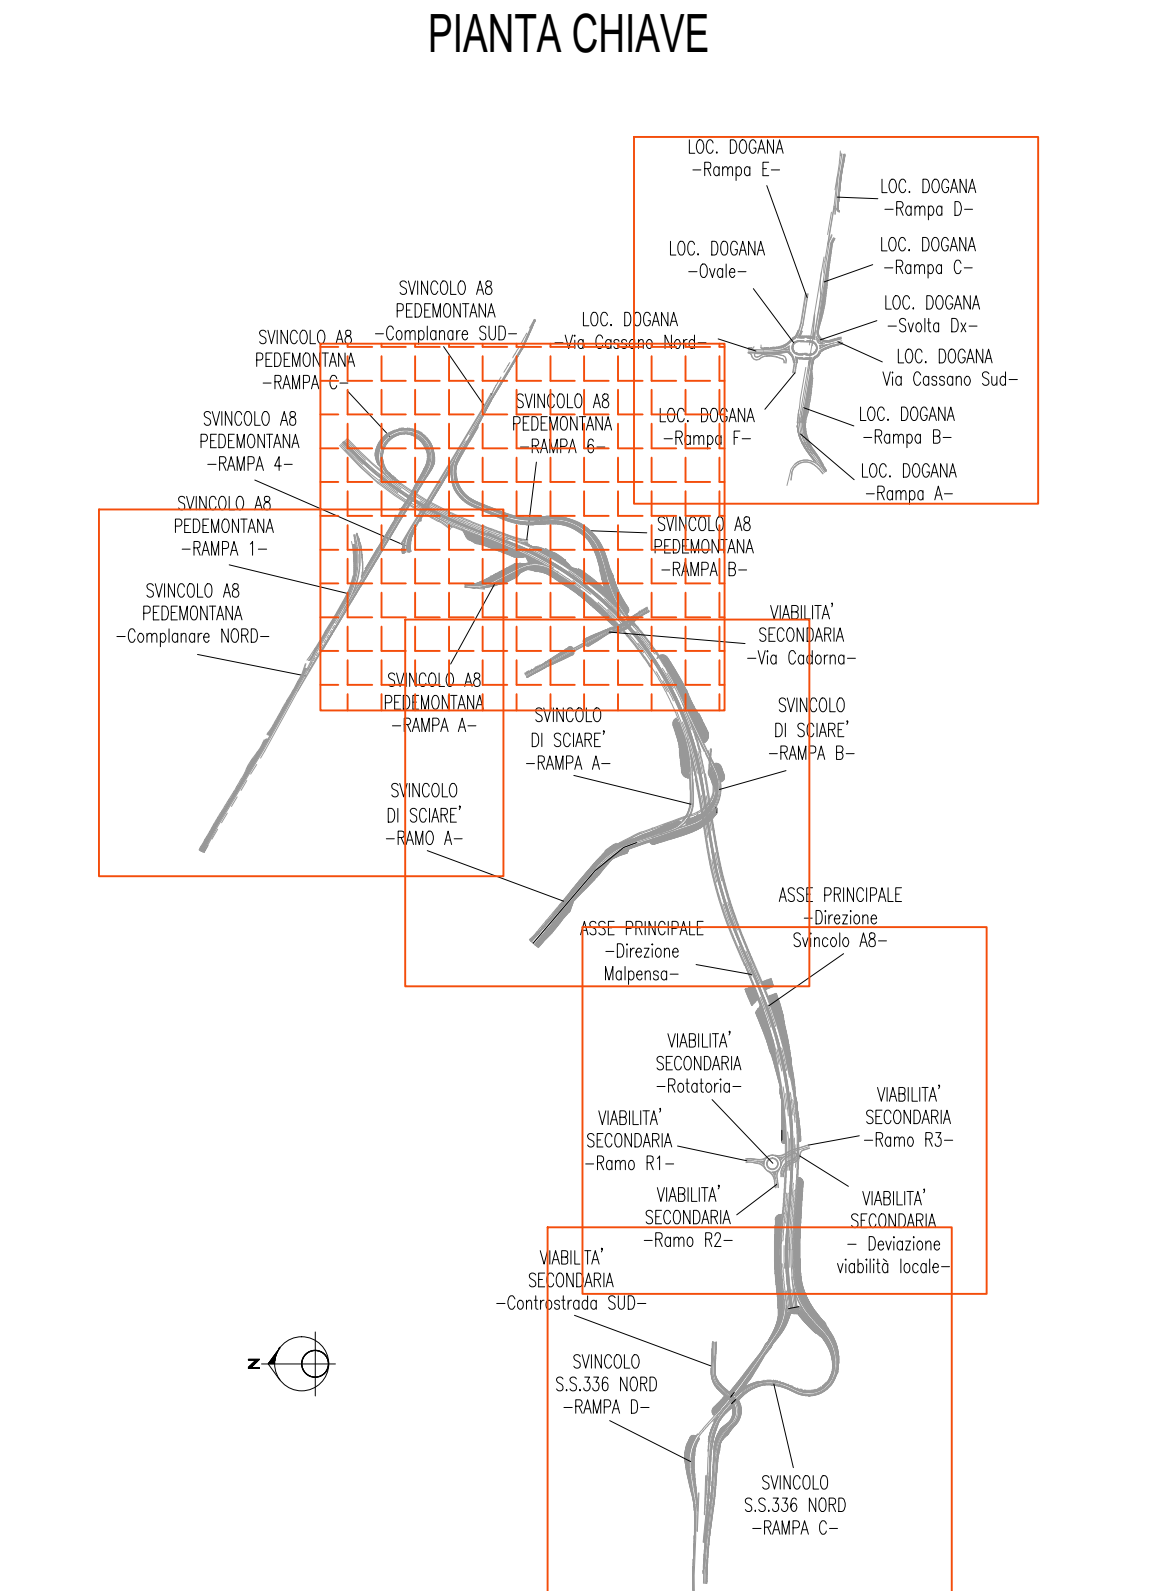 PIANTA CHIAVE
LOC. DOGANA
-Rampa E-
LOC. DOGANA
-Rampa D-
LOC. DOGANA
-Ovale-
LOC. DOGANA
-Rampa C-
SVINCOLO A8
PEDEMONTANA
-Complanare SUD-
LOC. DOGANA
-Svolta Dx-
LOC. DOGANA
-Via Cassano Nord-
SVINCOLO A8
PEDEMONTANA
-RAMPA C-
LOC. DOGANA
Via Cassano Sud-
SVINCOLO A8
PEDEMONTANA
-RAMPA 6-
LOC. DOGANA
-Rampa F-
LOC. DOGANA
-Rampa B-
SVINCOLO A8
PEDEMONTANA
-RAMPA 4-
LOC. DOGANA
-Rampa A-
SVINCOLO A8
PEDEMONTANA
-RAMPA 1-
SVINCOLO A8
PEDEMONTANA
-RAMPA B-
SVINCOLO A8
PEDEMONTANA
-Complanare NORD-
VIABILITA'
SECONDARIA
-Via Cadorna-
SVINCOLO A8
PEDEMONTANA
-RAMPA A-
SVINCOLO
DI SCIARE'
-RAMPA A-
SVINCOLO
DI SCIARE'
-RAMPA B-
SVINCOLO
DI SCIARE'
-RAMO A-
ASSE PRINCIPALE
-Direzione
Svincolo A8-
ASSE PRINCIPALE
-Direzione
Malpensa-
VIABILITA'
SECONDARIA
-Rotatoria-
VIABILITA'
SECONDARIA
-Ramo R3-
VIABILITA'
SECONDARIA
-Ramo R1-
VIABILITA'
SECONDARIA
-Ramo R2-
VIABILITA'
SECONDARIA
- Deviazione
viabilità locale-
VIABILITA'
SECONDARIA
-Controstrada SUD-
N
SVINCOLO
S.S.336 NORD
-RAMPA D-
SVINCOLO
S.S.336 NORD
-RAMPA C-